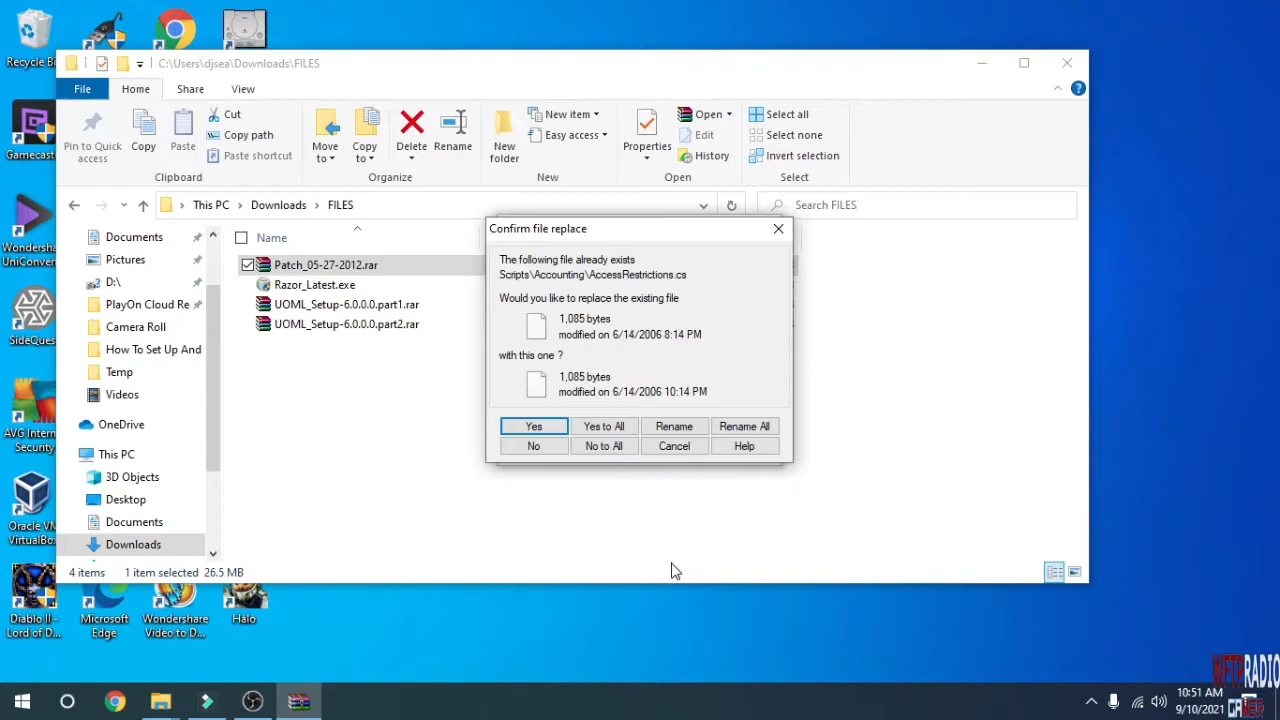 Recycle Bi
C:\Users\djsea\Downloads\FILES
File
Home
Share
View
Pin to Quick
access
Copy
Paste
Cut
Copy path
Paste shortcut
Move
to
Copy
to
Delete
Rename
New
folder
New item
Easy access
Properties
Open
Edit
History
Select all
Select none
Invert selection
Clipboard
Organize
New
Open
Select
Gamecaste
This PC
Downloads
FILES
Search FILES
Wondersha
UniConver
SideQues
AVG Intern
Security
Oracle VM
VirtualBox
Documents
Pictures
D:\
PlayOn Cloud Re
Camera Roll
How To Set Up And
Temp
Videos
OneDrive
This PC
3D Objects
Desktop
Documents
Downloads
Name
Patch_05-27-2012.rar
Razor_Latest.exe
UOML_Setup-6.0.0.0.part1.rar
UOML_Setup-6.0.0.0.part2.rar
Confirm file replace
The following file already exists
Scripts\Accounting\AccessRestrictions.cs
Would you like to replace the existing file
1,085 bytes
modified on 6/14/2006 8:14 PM
with this one ?
1,085 bytes
modified on 6/14/2006 10:14 PM
Yes
Yes to All
Rename
Rename All
No
No to All
Cancel
Help
4 items
1 item selected
26.5 MB
Diablo II -
Lord of D...
Microsoft
Edge
Wondershare
Video to D...
Halo
WFTPRADIO
GAMER
10:51 AM
9/10/2021